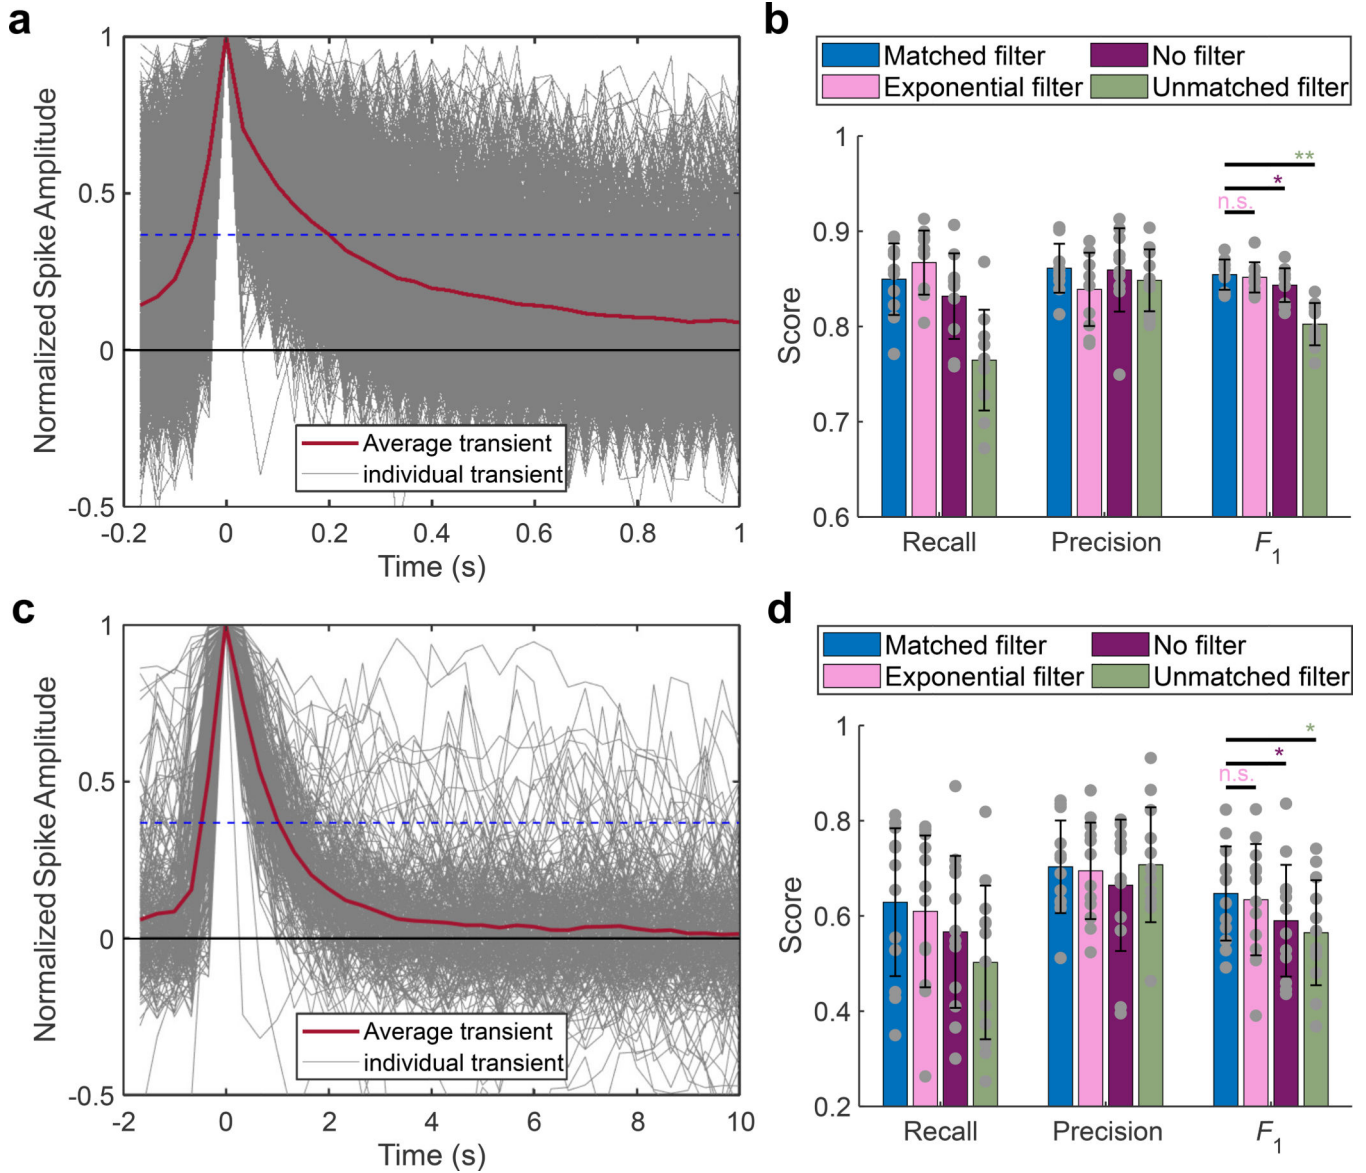 a
Normalized Spike Amplitude
1
0.5
0
-0.5
-0.2
0
0.2
0.4
0.6
0.8
1
Time (s)
Average transient
individual transient
b
Matched filter
No filter
Exponential filter
Unmatched filter
Score
1
0.9
0.8
0.7
0.6
**
*
n.s.
Recall
Precision
F1
c
Normalized Spike Amplitude
1
0.5
0
-0.5
-2
0
2
4
6
8
10
Time (s)
Average transient
individual transient
d
Matched filter
No filter
Exponential filter
Unmatched filter
Score
1
0.8
0.6
0.4
0.2
*
*
n.s.
Recall
Precision
F1